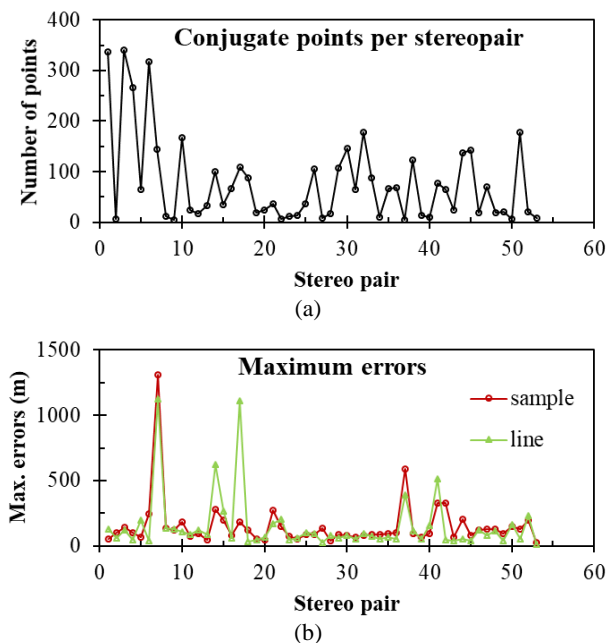 Conjugate points per stereopair
Number of points
400
300
200
100
0
0 10 20 30 40 50 60
Stereo pair
(a)
Maximum errors
Max. errors (m)
1500
1000
500
0
sample
line
0 10 20 30 40 50 60
Stereo pair
(b)